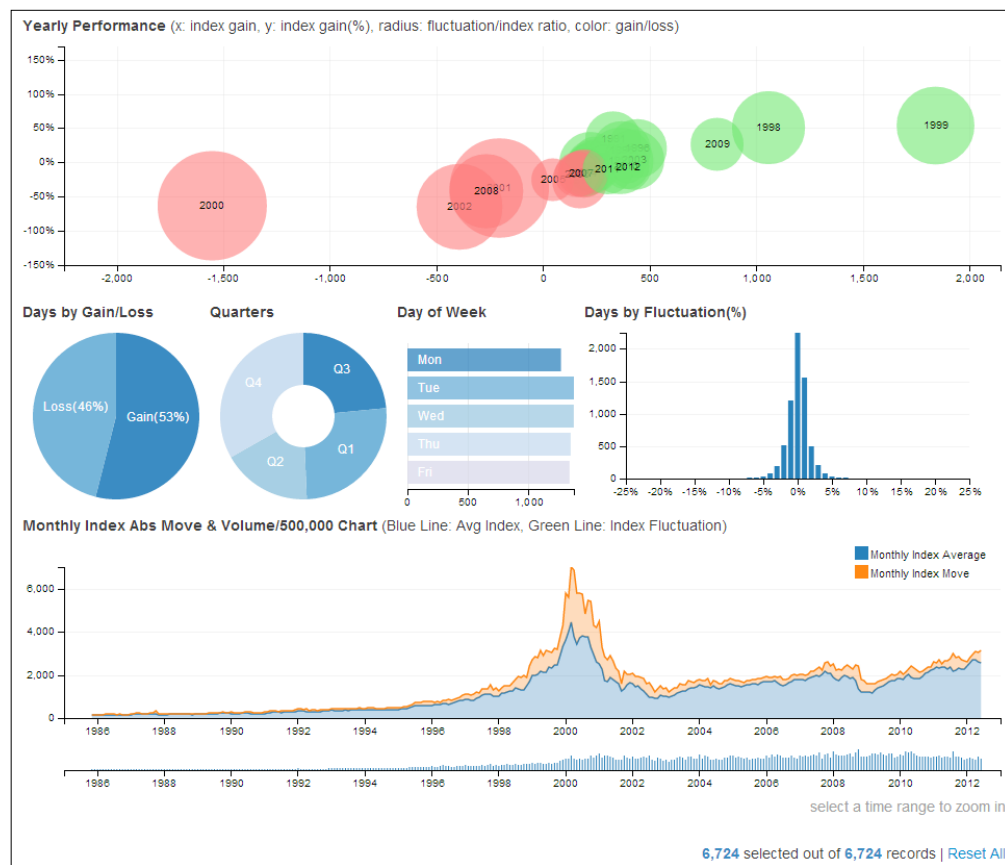 Yearly Performance (x: index gain, y: index gain(%), radius: fluctuation/index ratio, color: gain/loss)
150%
100%
50%
0%
-50%
-100%
-150%
1999
1998
2009
2012
2008
2002
2000
-2,000 -1,500 -1,000 -500 0 500 1,000 1,500 2,000
Days by Gain/Loss Quarters Day of Week Days by Fluctuation(%)
Loss(46%) Gain(53%)
Q4 Q3
Q2 Q1
Mon
Tue
Wed
Thu
Fri
0 500 1,000
2,000
1,500
1,000
500
0
-25% -20% -15% -10% -5% 0% 5% 10% 15% 25%
Monthly Index Abs Move & Volume/500,000 Chart (Blue Line: Avg Index, Green Line: Index Fluctuation)
Monthly Index Average
Monthly Index Move
6,000
4,000
2,000
0
1986 1988 1990 1992 1994 1996 1998 2000 2002 2004 2006 2008 2010 2012
1986 1988 1990 1992 1994 1996 1998 2000 2002 2004 2006 2008 2010 2012
select a time range to zoom in
6,724 selected out of 6,724 records | Reset All